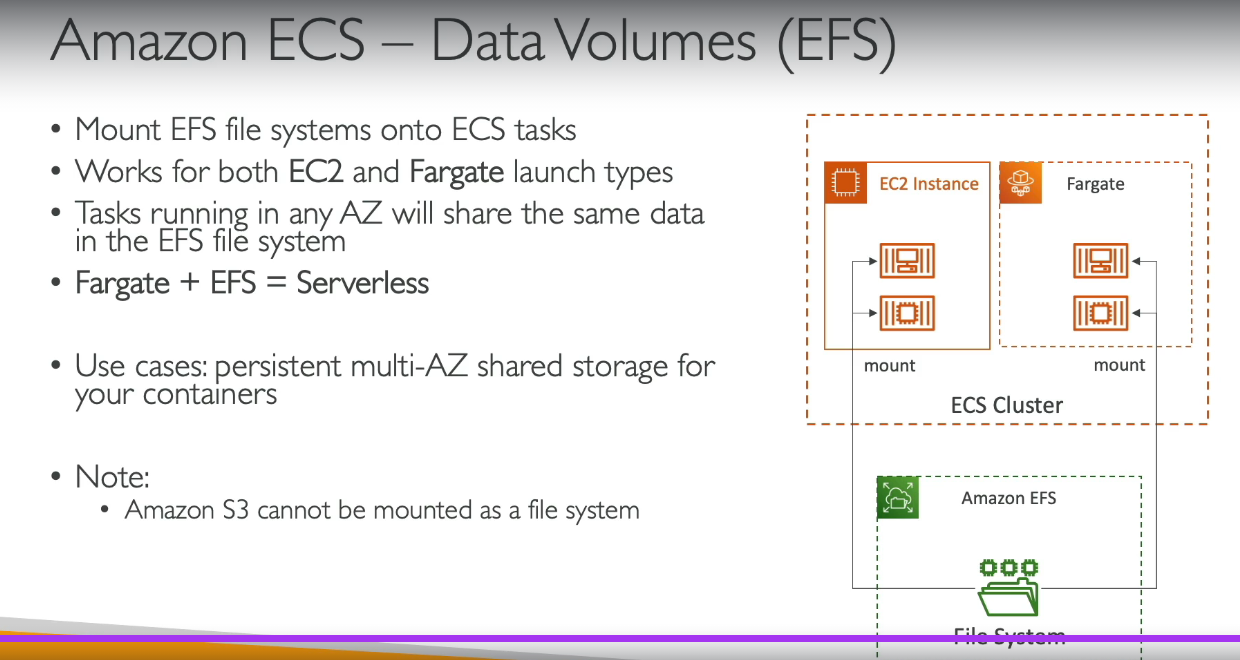 Amazon ECS – Data Volumes (EFS)
• Mount EFS file systems onto ECS tasks
• Works for both EC2 and Fargate launch types
• Tasks running in any AZ will share the same data
in the EFS file system
• Fargate + EFS = Serverless
• Use cases: persistent multi-AZ shared storage for
your containers
• Note:
• Amazon S3 cannot be mounted as a file system
EC2 Instance
Fargate
mount
mount
ECS Cluster
Amazon EFS
File System